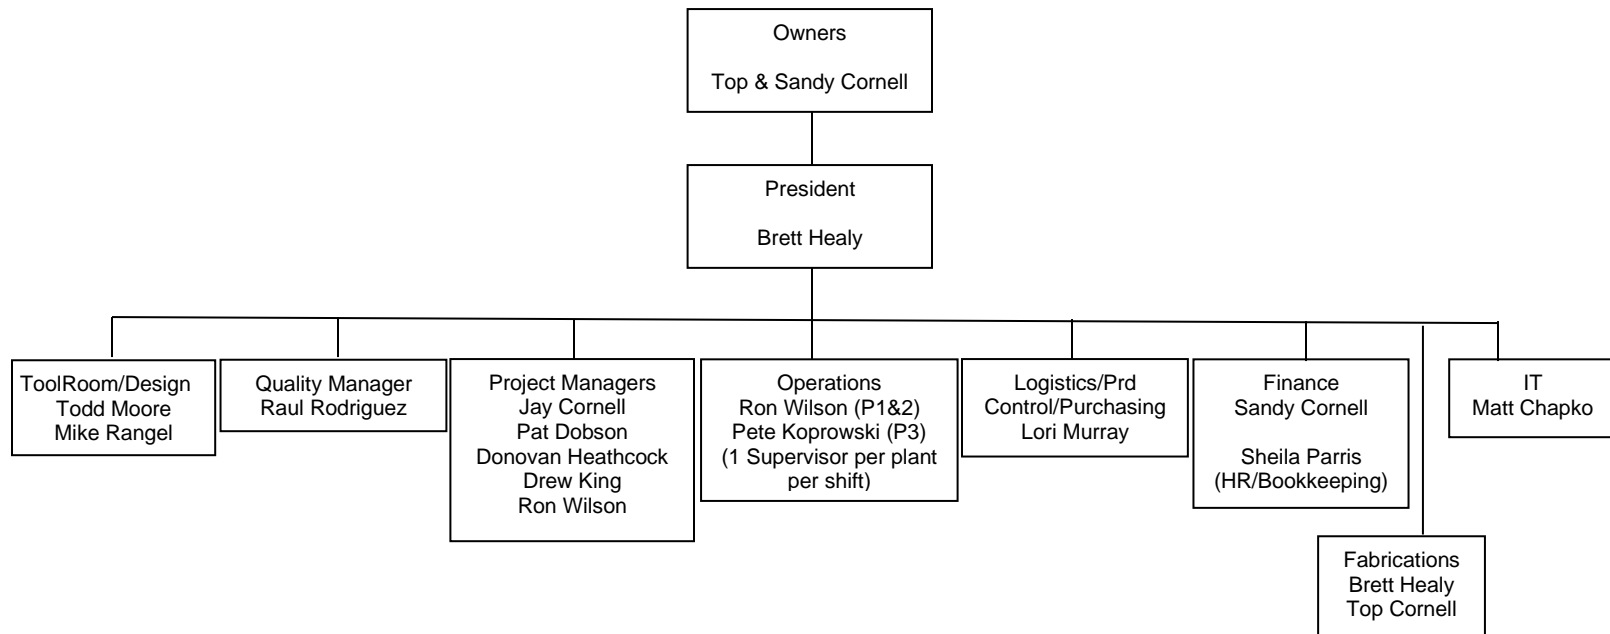 Owners
Top & Sandy Cornell
President
Brett Healy
ToolRoom/Design
Todd Moore
Mike Rangel
Quality Manager
Raul Rodriguez
Project Managers
Jay Cornell
Pat Dobson
Donovan Heathcock
Drew King
Ron Wilson
Operations
Ron Wilson (P1&2)
Pete Koprowski (P3)
(1 Supervisor per plant
per shift)
Logistics/Prd
Control/Purchasing
Lori Murray
Finance
Sandy Cornell
Sheila Parris
(HR/Bookkeeping)
IT
Matt Chapko
Fabrications
Brett Healy
Top Cornell